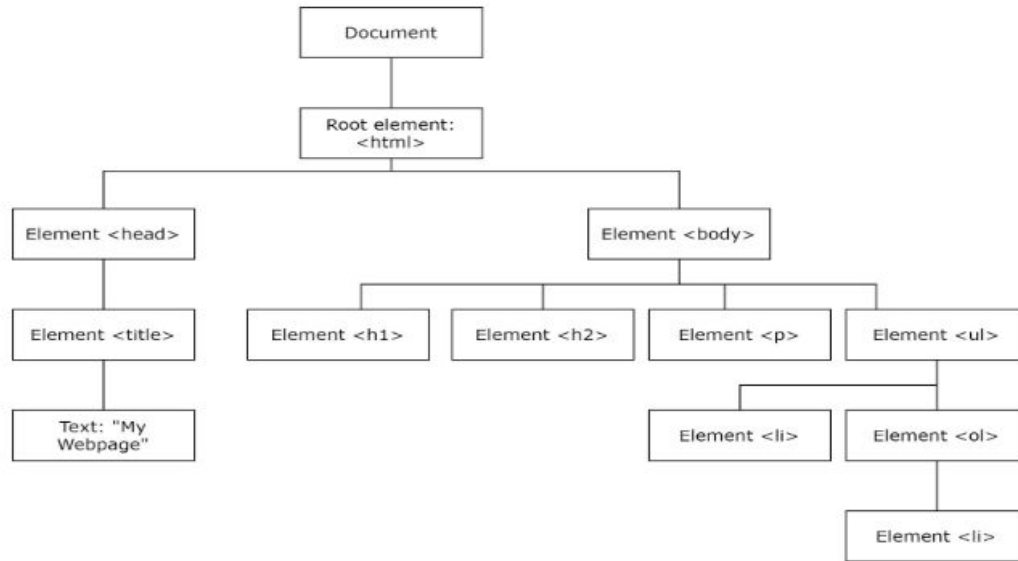 Document
Root element:
<html>
Element <head>
Element <body>
Element <title>
Element <h1>
Element <h2>
Element <p>
Element <ul>
Text: "My
Webpage"
Element <li>
Element <ol>
Element <li>